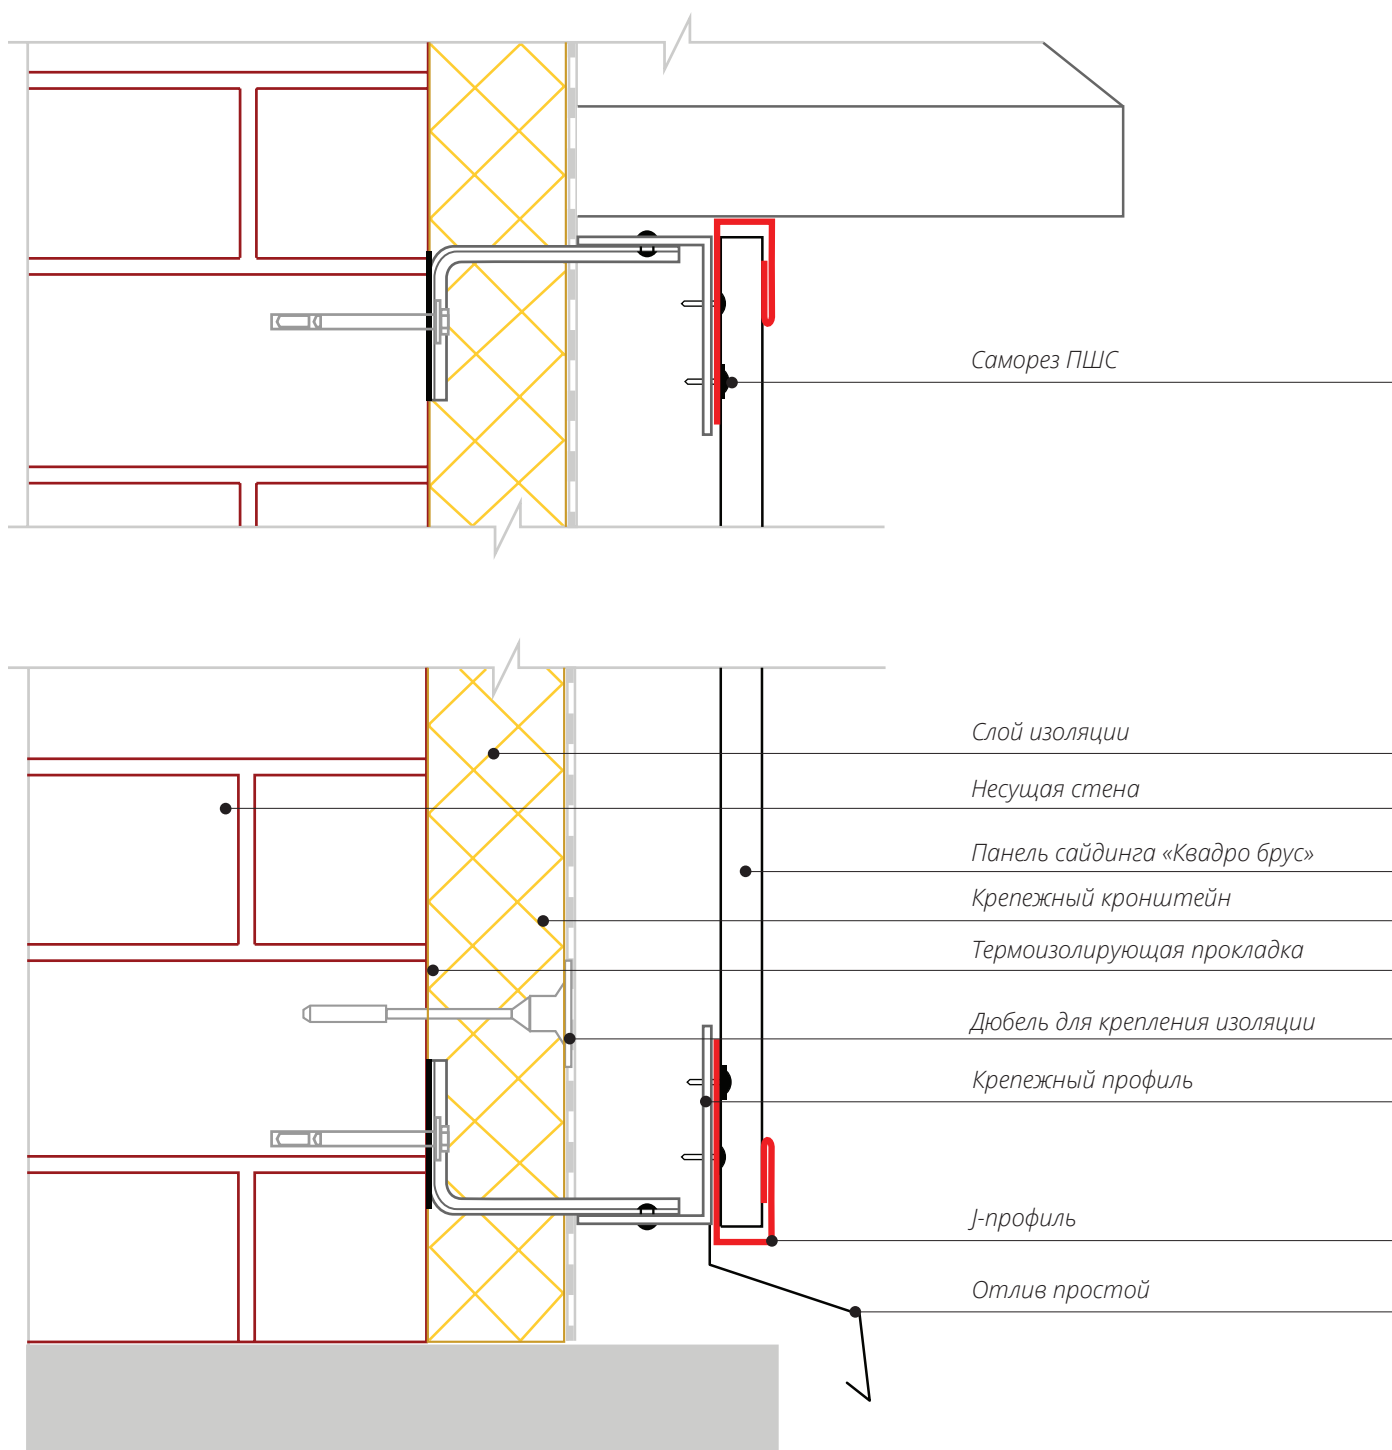 Саморез ПШС
Слой изоляции
Несущая стена
Панель сайдинга «Квадро брус»
Крепежный кронштейн
Термоизолирующая прокладка
Дюбель для крепления изоляции
Крепежный профиль
J-профиль
Отлив простой